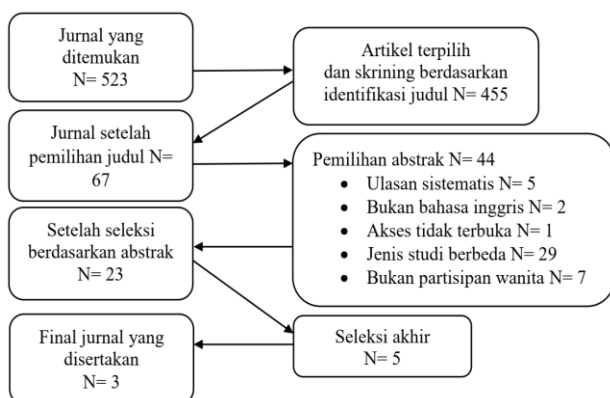 Jurnal yang
ditemukan
N= 523
Artikel terpilih
dan skrining berdasarkan
identifikasi judul N= 455
Jurnal setelah
pemilihan judul N=
67
Pemilihan abstrak N= 44
• Ulasan sistematis N= 5
• Bukan bahasa inggris N= 2
• Akses tidak terbuka N= 1
• Jenis studi berbeda N= 29
• Bukan partisipan wanita N= 7
Setelah seleksi
berdasarkan abstrak
N= 23
Seleksi akhir
N= 5
Final jurnal yang
disertakan
N= 3